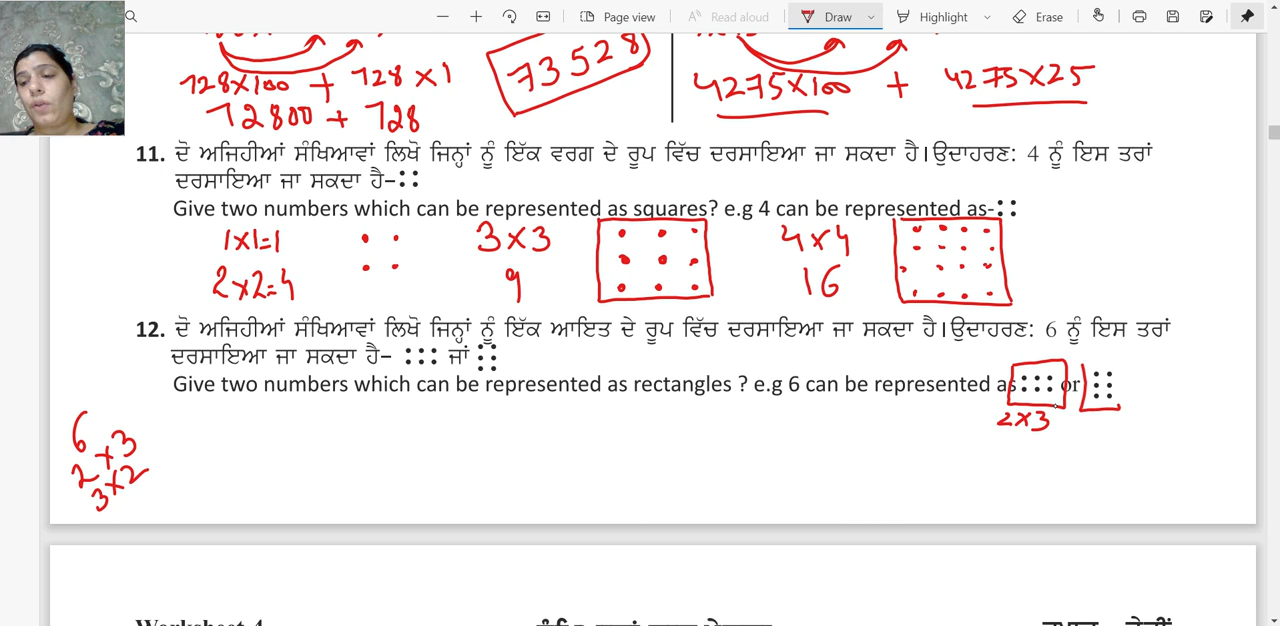 Page view
Read aloud
Draw
Highlight
Erase
128×100 + 128 × 1
12800 + 728
73528
4275×100 + 4275×25
11. ਦੋ ਅਜਿਹੀਆਂ ਸੰਖਿਆਵਾਂ ਲਿਖੋ ਜਿਨ੍ਹਾਂ ਨੂੰ ਇੱਕ ਵਰਗ ਦੇ ਰੂਪ ਵਿੱਚ ਦਰਸਾਇਆ ਜਾ ਸਕਦਾ ਹੈ।ਉਦਾਹਰਣ: 4 ਨੂੰ ਇਸ ਤਰਾਂ
ਦਰਸਾਇਆ ਜਾ ਸਕਦਾ ਹੈ-
Give two numbers which can be represented as squares? e.g 4 can be represented as-
1×1=1
2×2=4
3×3
9
4×4
16
12. ਦੋ ਅਜਿਹੀਆਂ ਸੰਖਿਆਵਾਂ ਲਿਖੋ ਜਿਨ੍ਹਾਂ ਨੂੰ ਇੱਕ ਆਇਤ ਦੇ ਰੂਪ ਵਿੱਚ ਦਰਸਾਇਆ ਜਾ ਸਕਦਾ ਹੈ।ਉਦਾਹਰਣ: 6 ਨੂੰ ਇਸ ਤਰਾਂ
ਦਰਸਾਇਆ ਜਾ ਸਕਦਾ ਹੈ- ਜਾਂ
Give two numbers which can be represented as rectangles ? e.g 6 can be represented as or
2×3
6
2×3
3×2
Worksheet 4